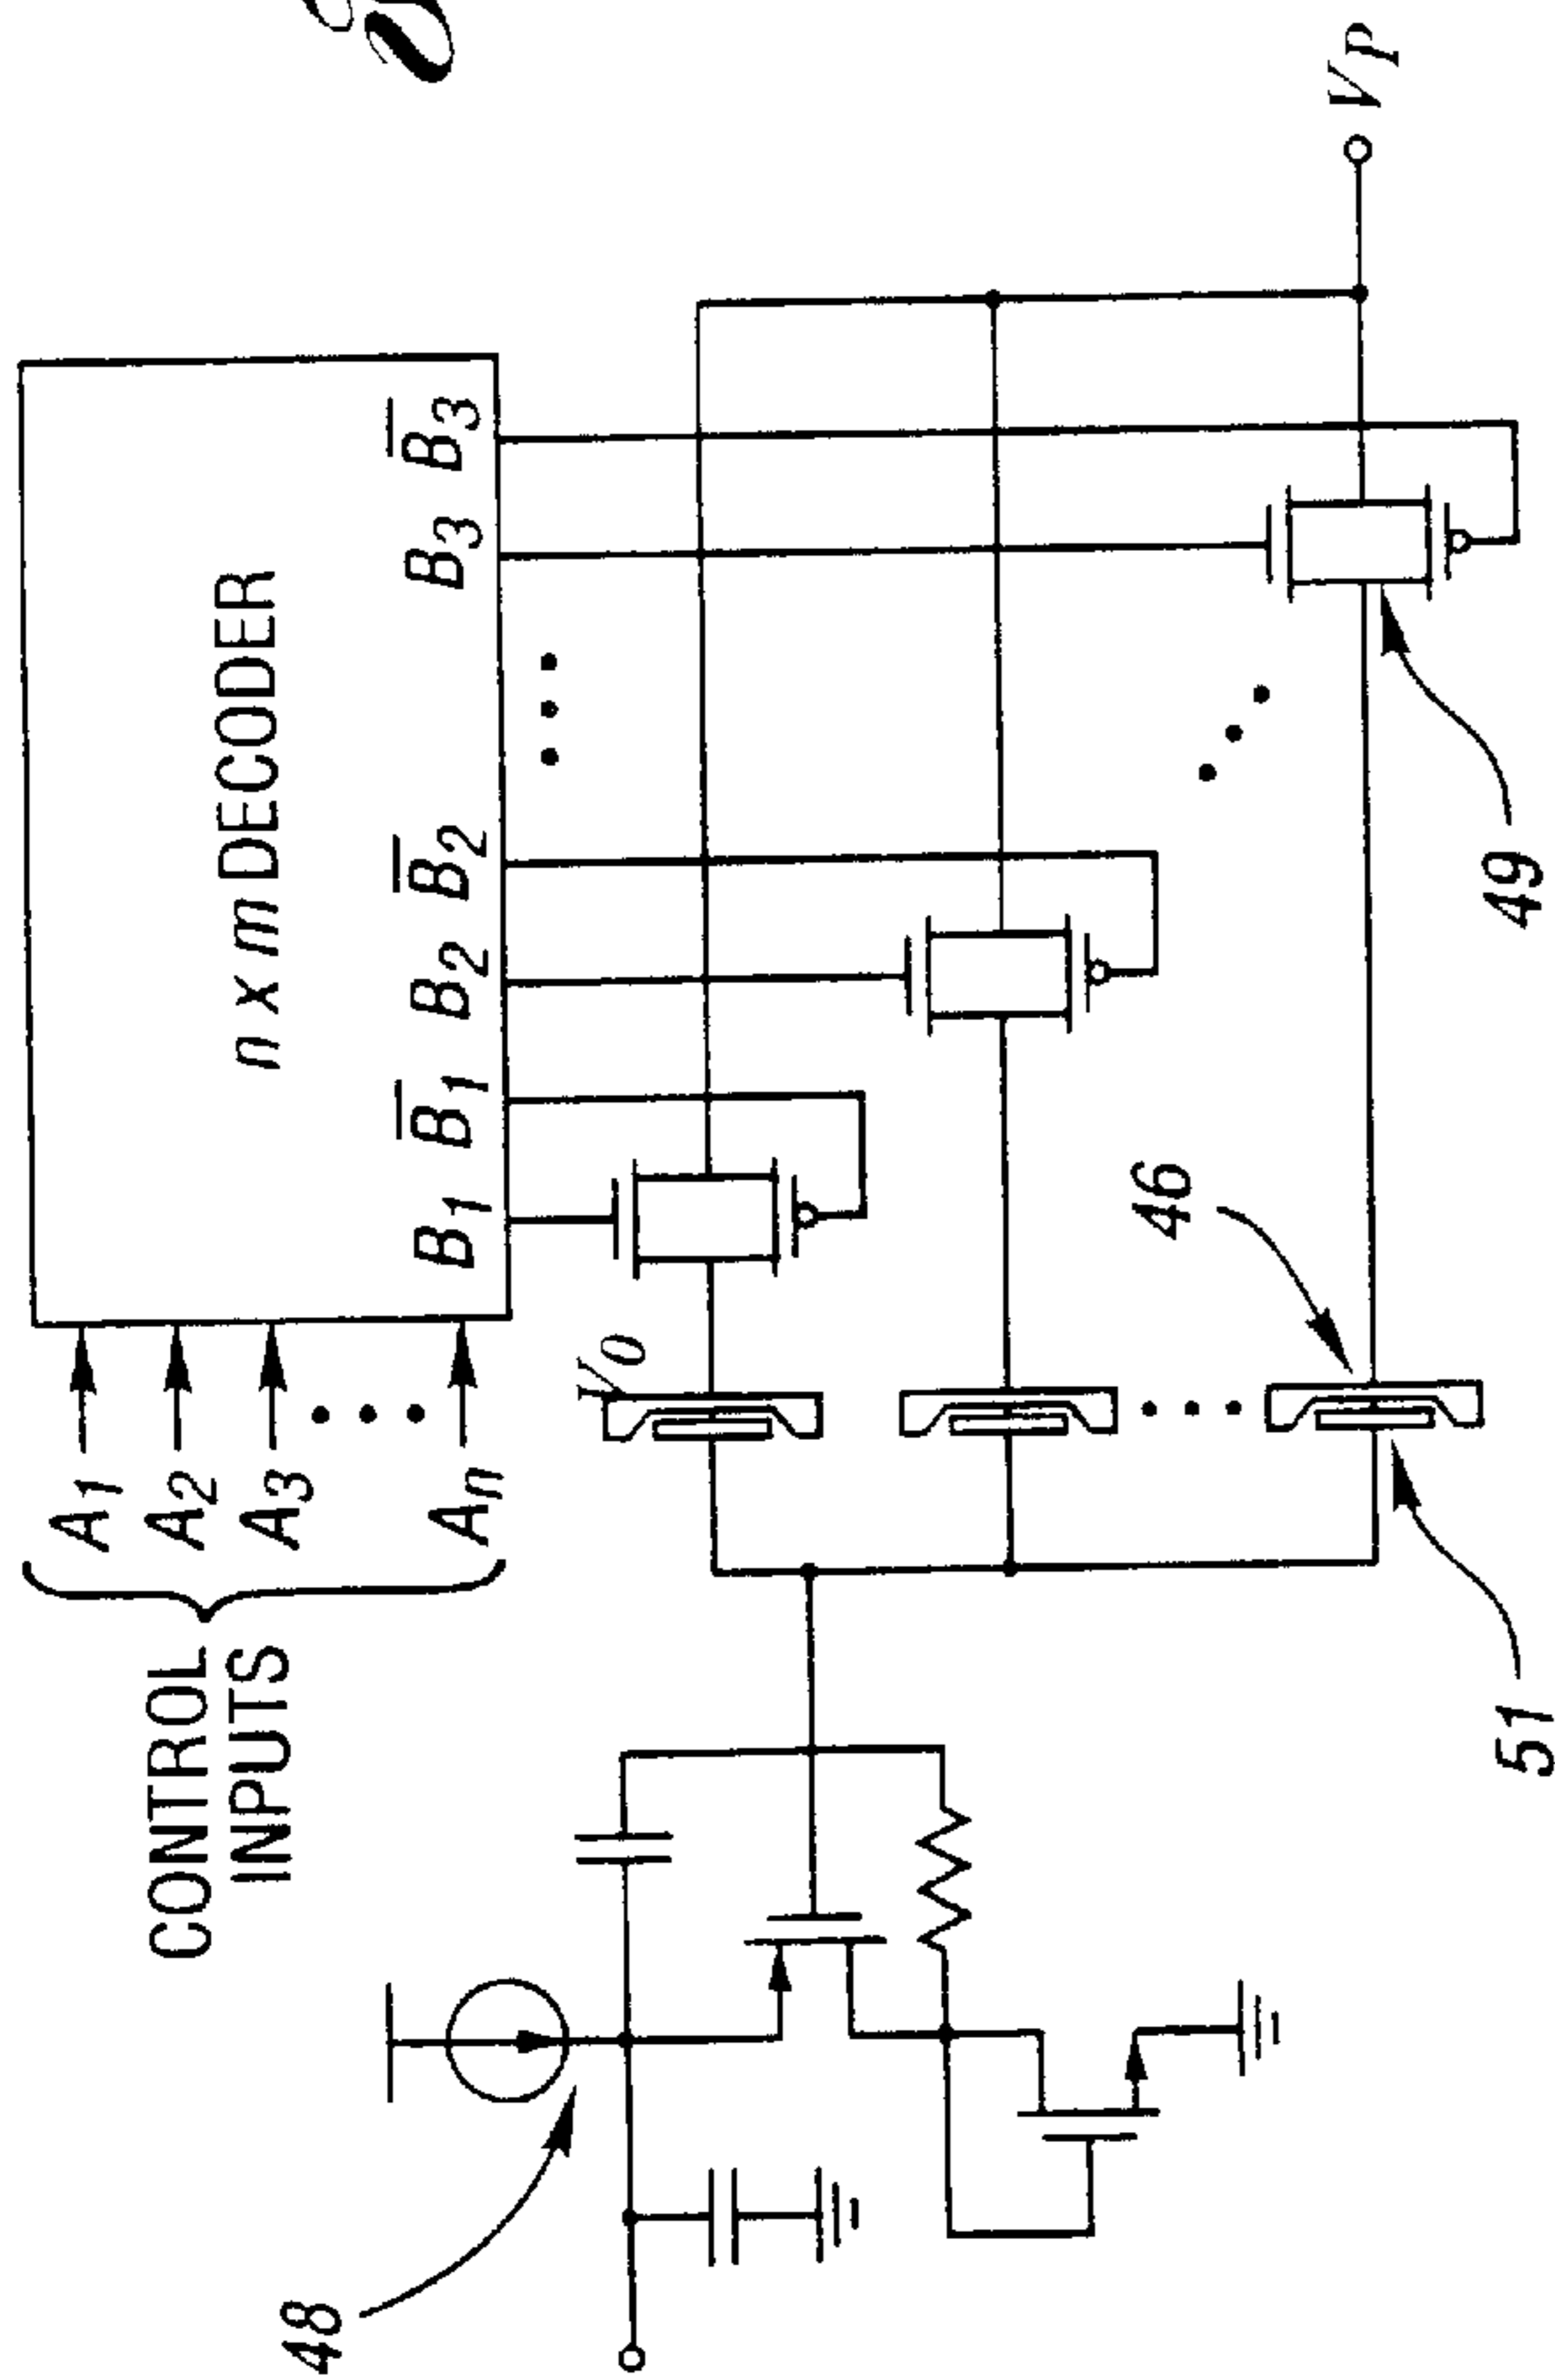 CONTROL
INPUTS
A1
A2
A3
An
n x m DECODER
B1 B̅1 B2 B̅2 B3 B̅3
V0
VP
46
48
49
51